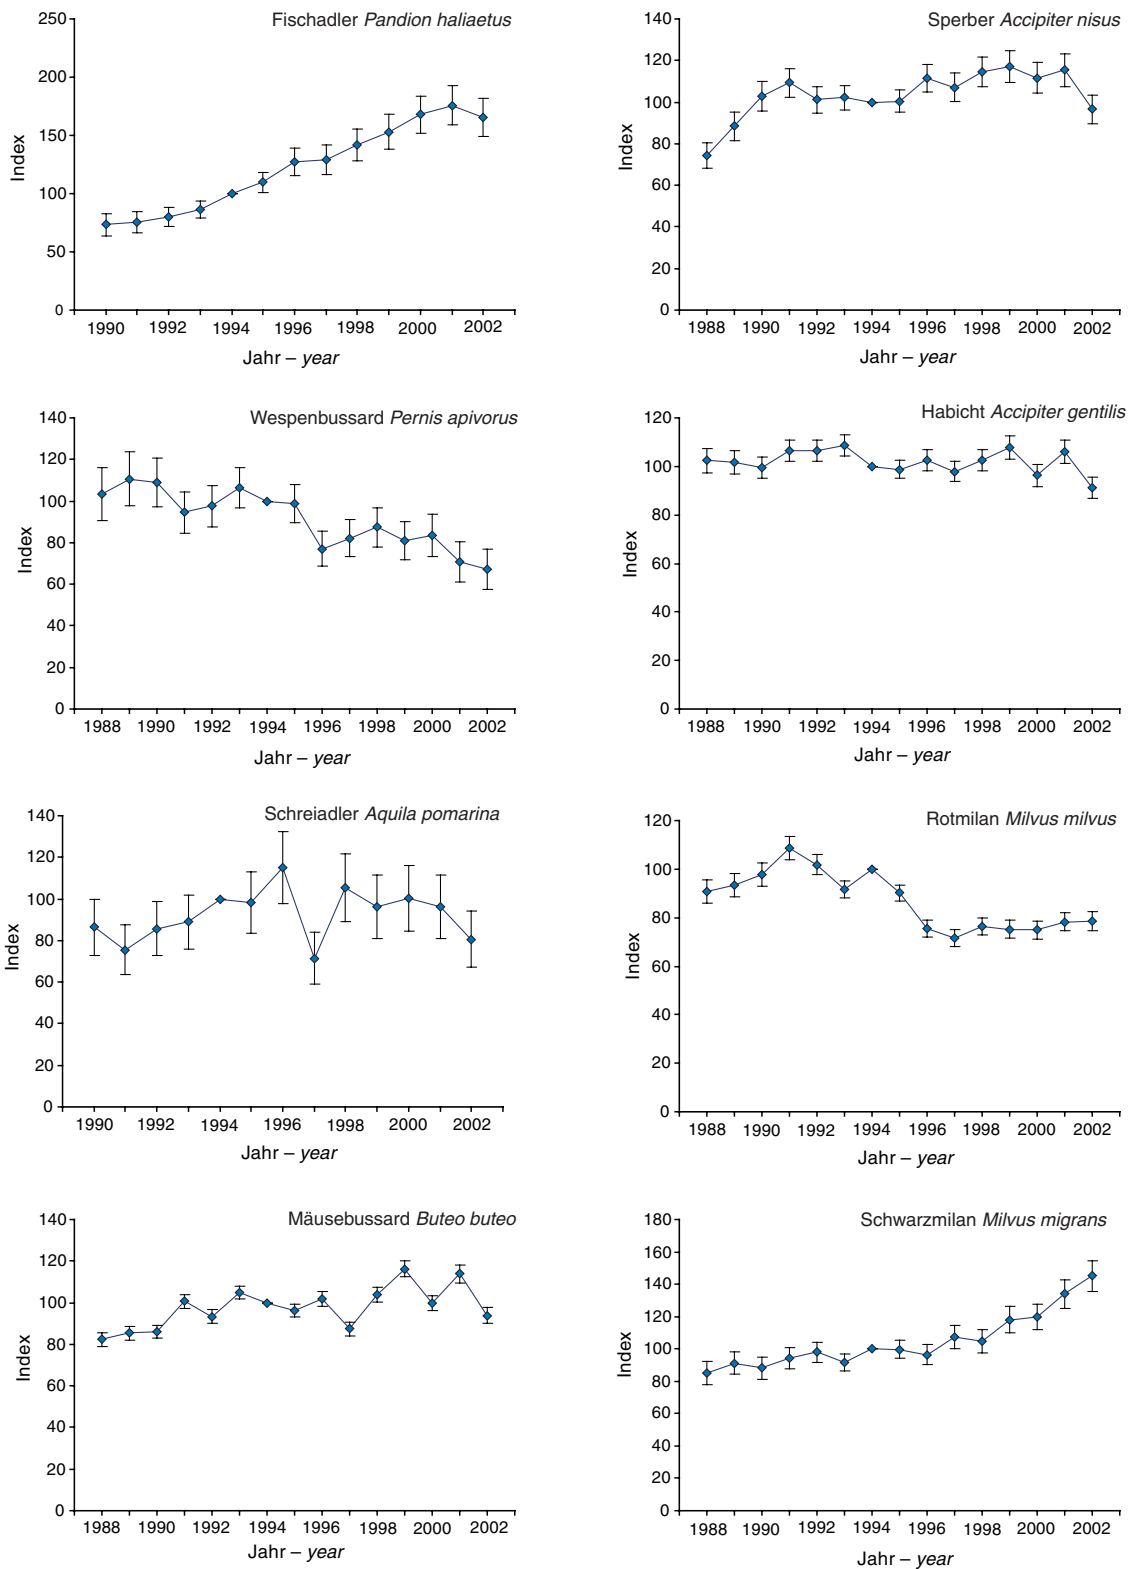 Fischadler Pandion haliaetus
250
200
150
100
50
0
Index
1990 1992 1994 1996 1998 2000 2002
Jahr – year
Sperber Accipiter nisus
140
120
100
80
60
40
20
0
Index
1988 1990 1992 1994 1996 1998 2000 2002
Jahr – year
Wespenbussard Pernis apivorus
140
120
100
80
60
40
20
0
Index
1988 1990 1992 1994 1996 1998 2000 2002
Jahr – year
Habicht Accipiter gentilis
120
100
80
60
40
20
0
Index
1988 1990 1992 1994 1996 1998 2000 2002
Jahr – year
Schreiadler Aquila pomarina
140
120
100
80
60
40
20
0
Index
1990 1992 1994 1996 1998 2000 2002
Jahr – year
Rotmilan Milvus milvus
120
100
80
60
40
20
0
Index
1988 1990 1992 1994 1996 1998 2000 2002
Jahr – year
Mäusebussard Buteo buteo
140
120
100
80
60
40
20
0
Index
1988 1990 1992 1994 1996 1998 2000 2002
Jahr – year
Schwarzmilan Milvus migrans
180
160
140
120
100
80
60
40
20
0
Index
1988 1990 1992 1994 1996 1998 2000 2002
Jahr – year